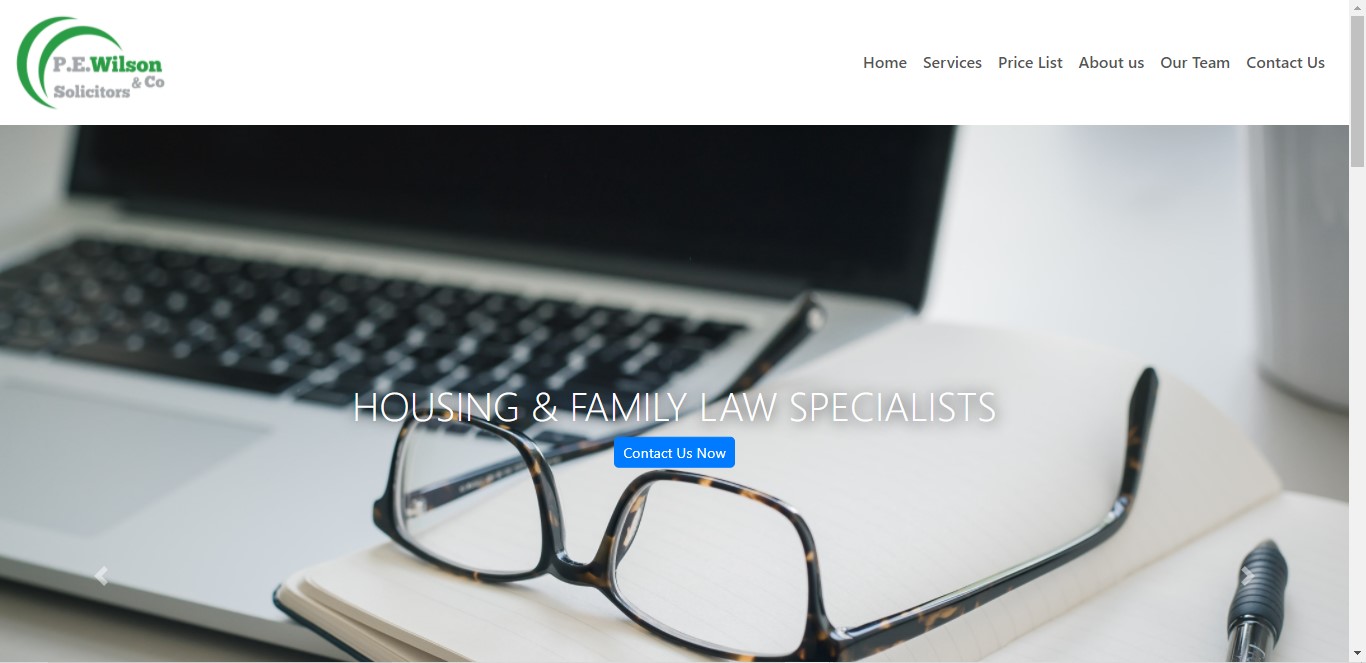 P.E.Wilson
& Co
Solicitors
Home Services Price List About us Our Team Contact Us
HOUSING & FAMILY LAW SPECIALISTS
Contact Us Now